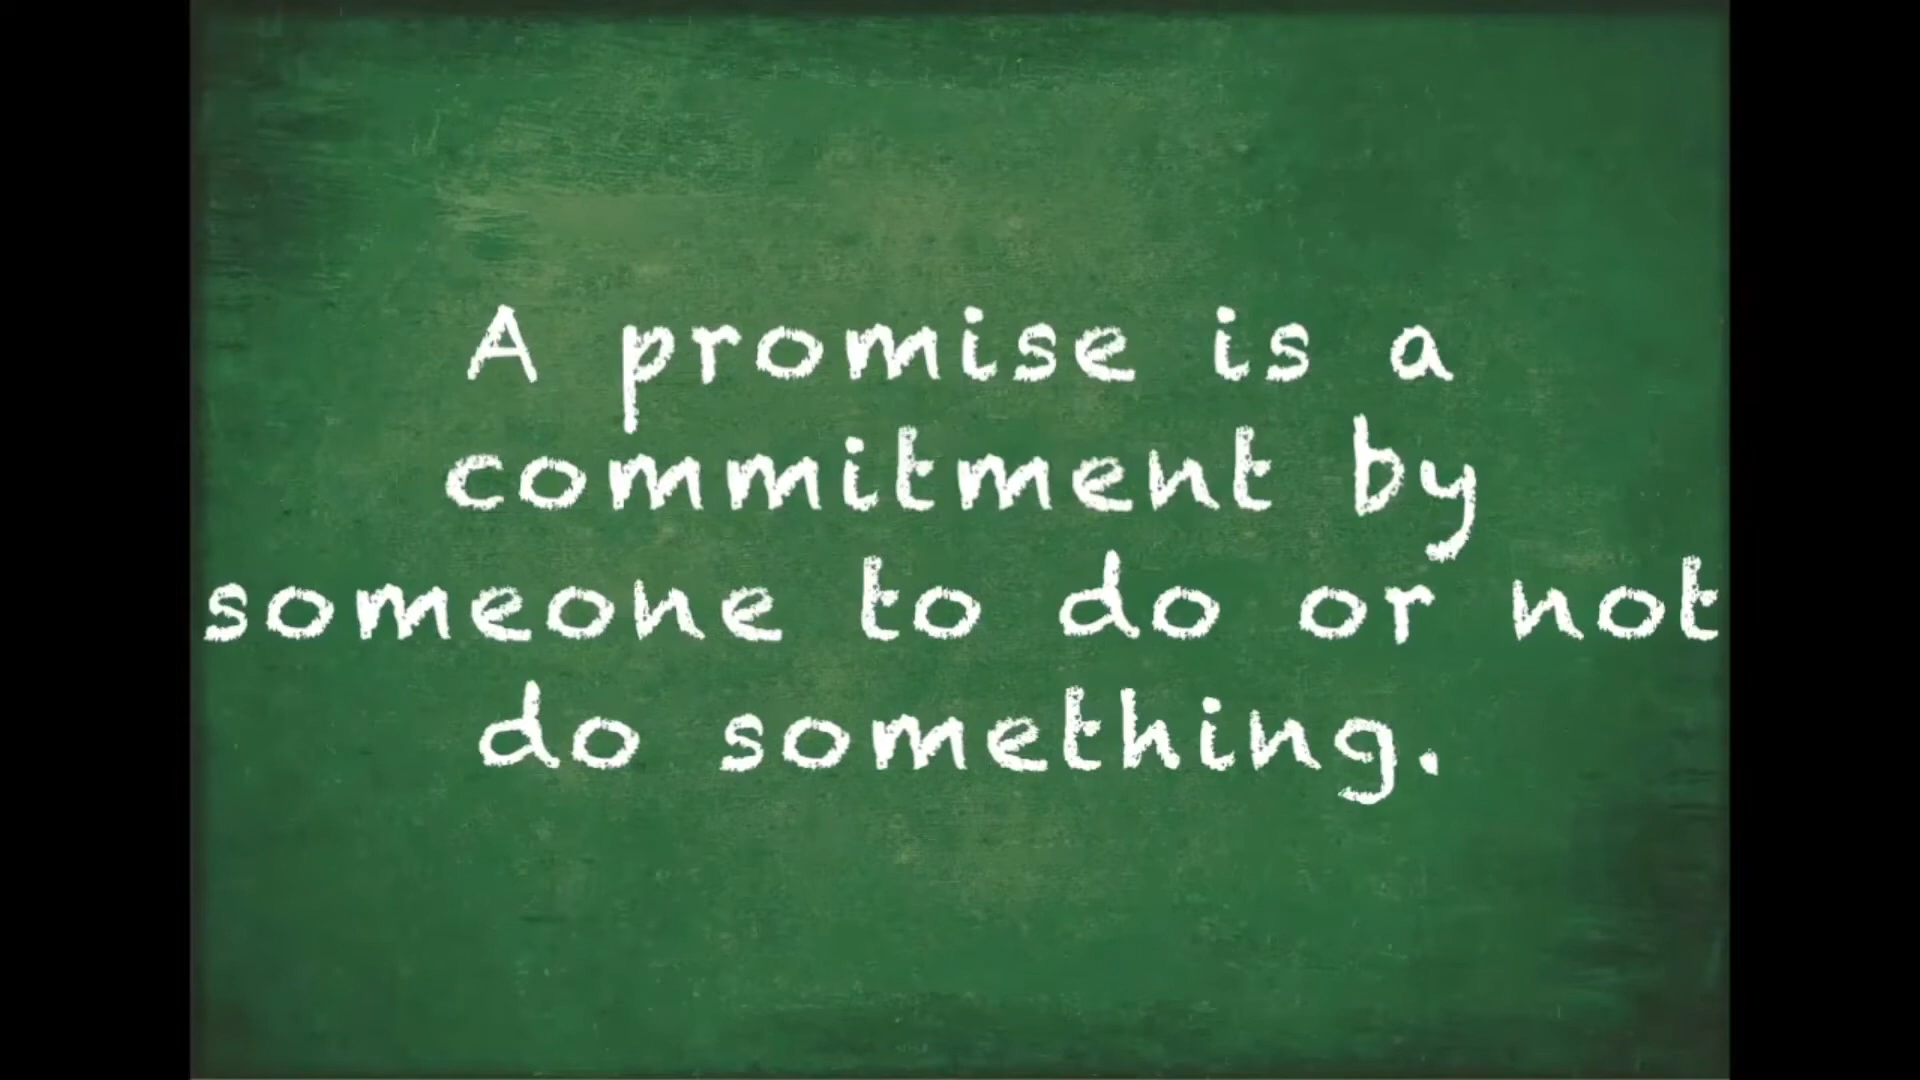 A promise is a
commitment by
someone to do or not
do something.